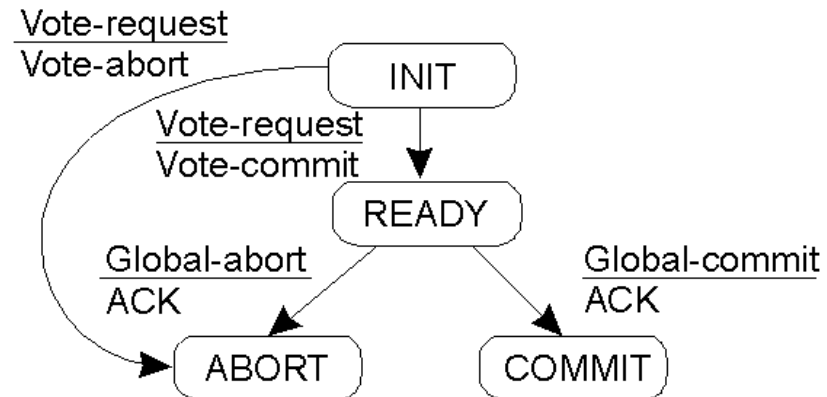 Vote-request
Vote-abort
INIT
Vote-request
Vote-commit
READY
Global-abort
ACK
Global-commit
ACK
ABORT
COMMIT